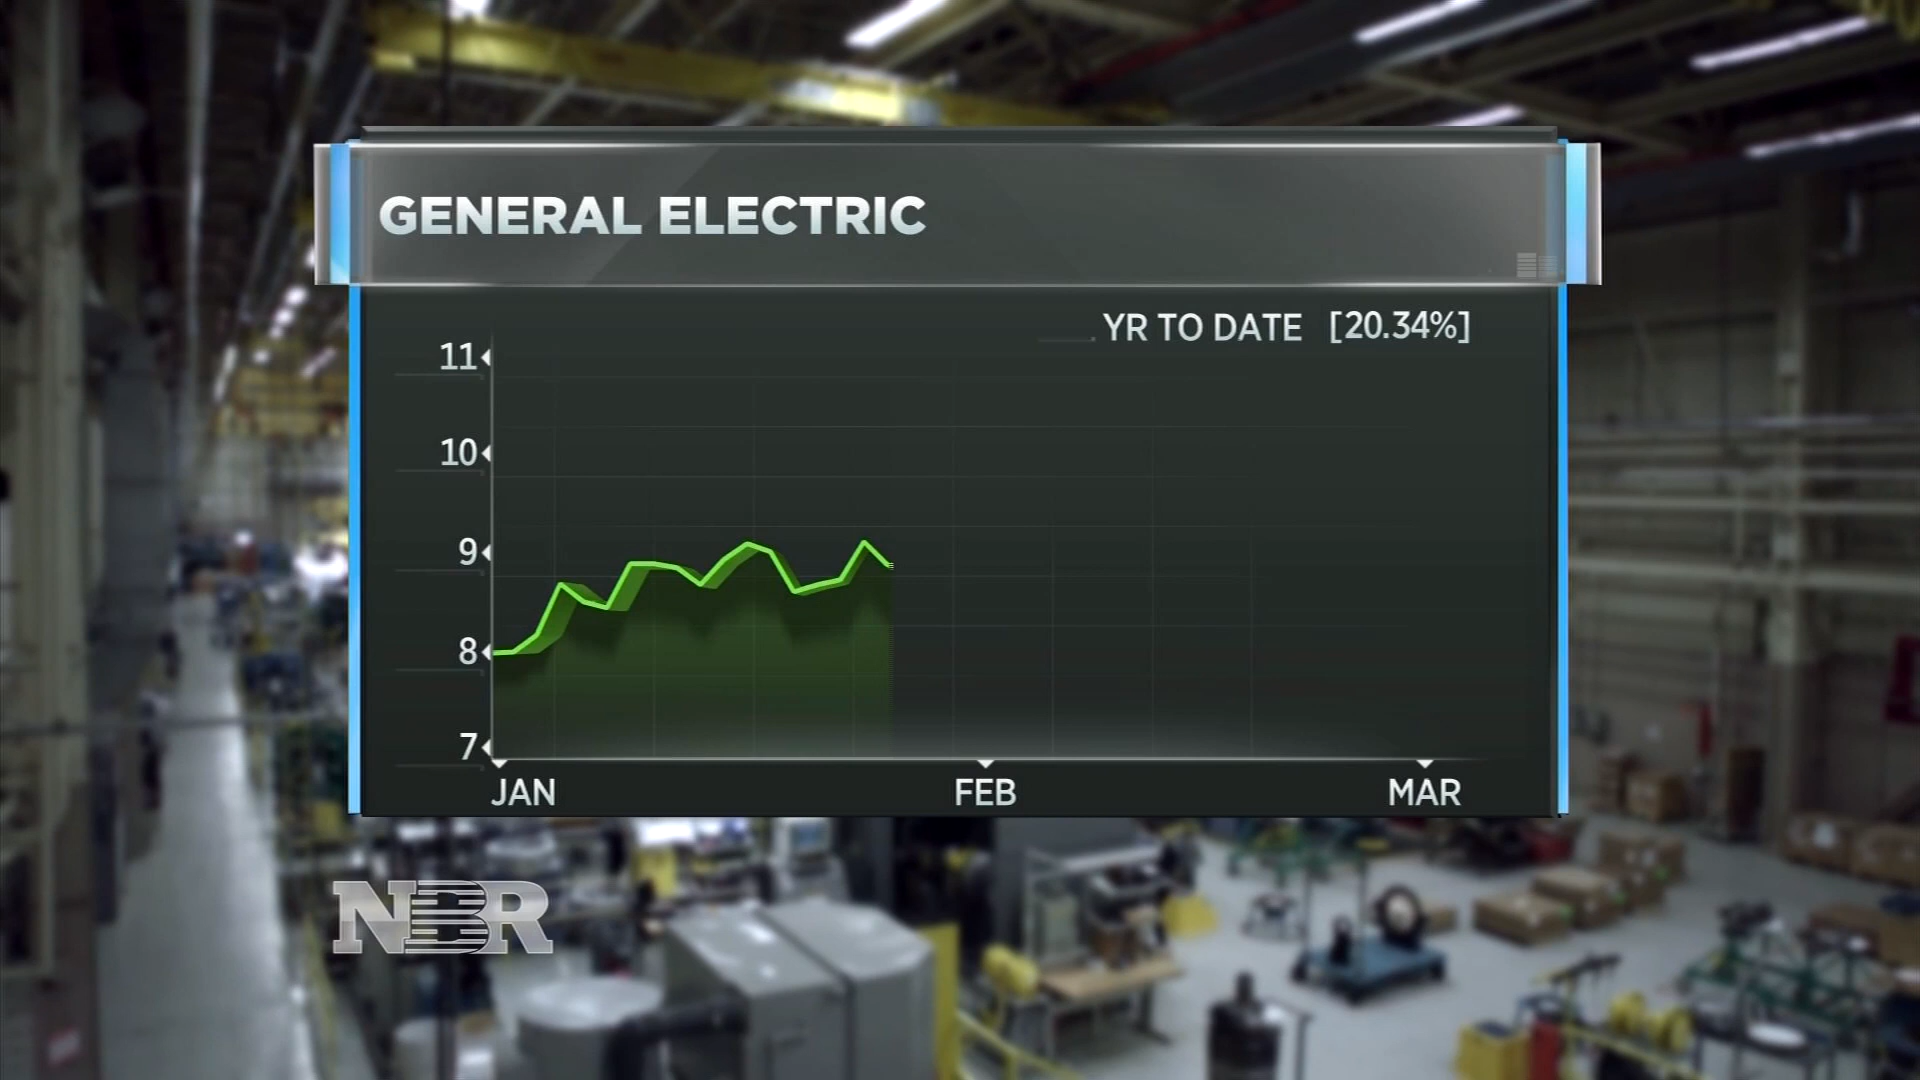 GENERAL ELECTRIC
YR TO DATE [20.34%]
11
10
9
8
7
JAN FEB MAR
NBR